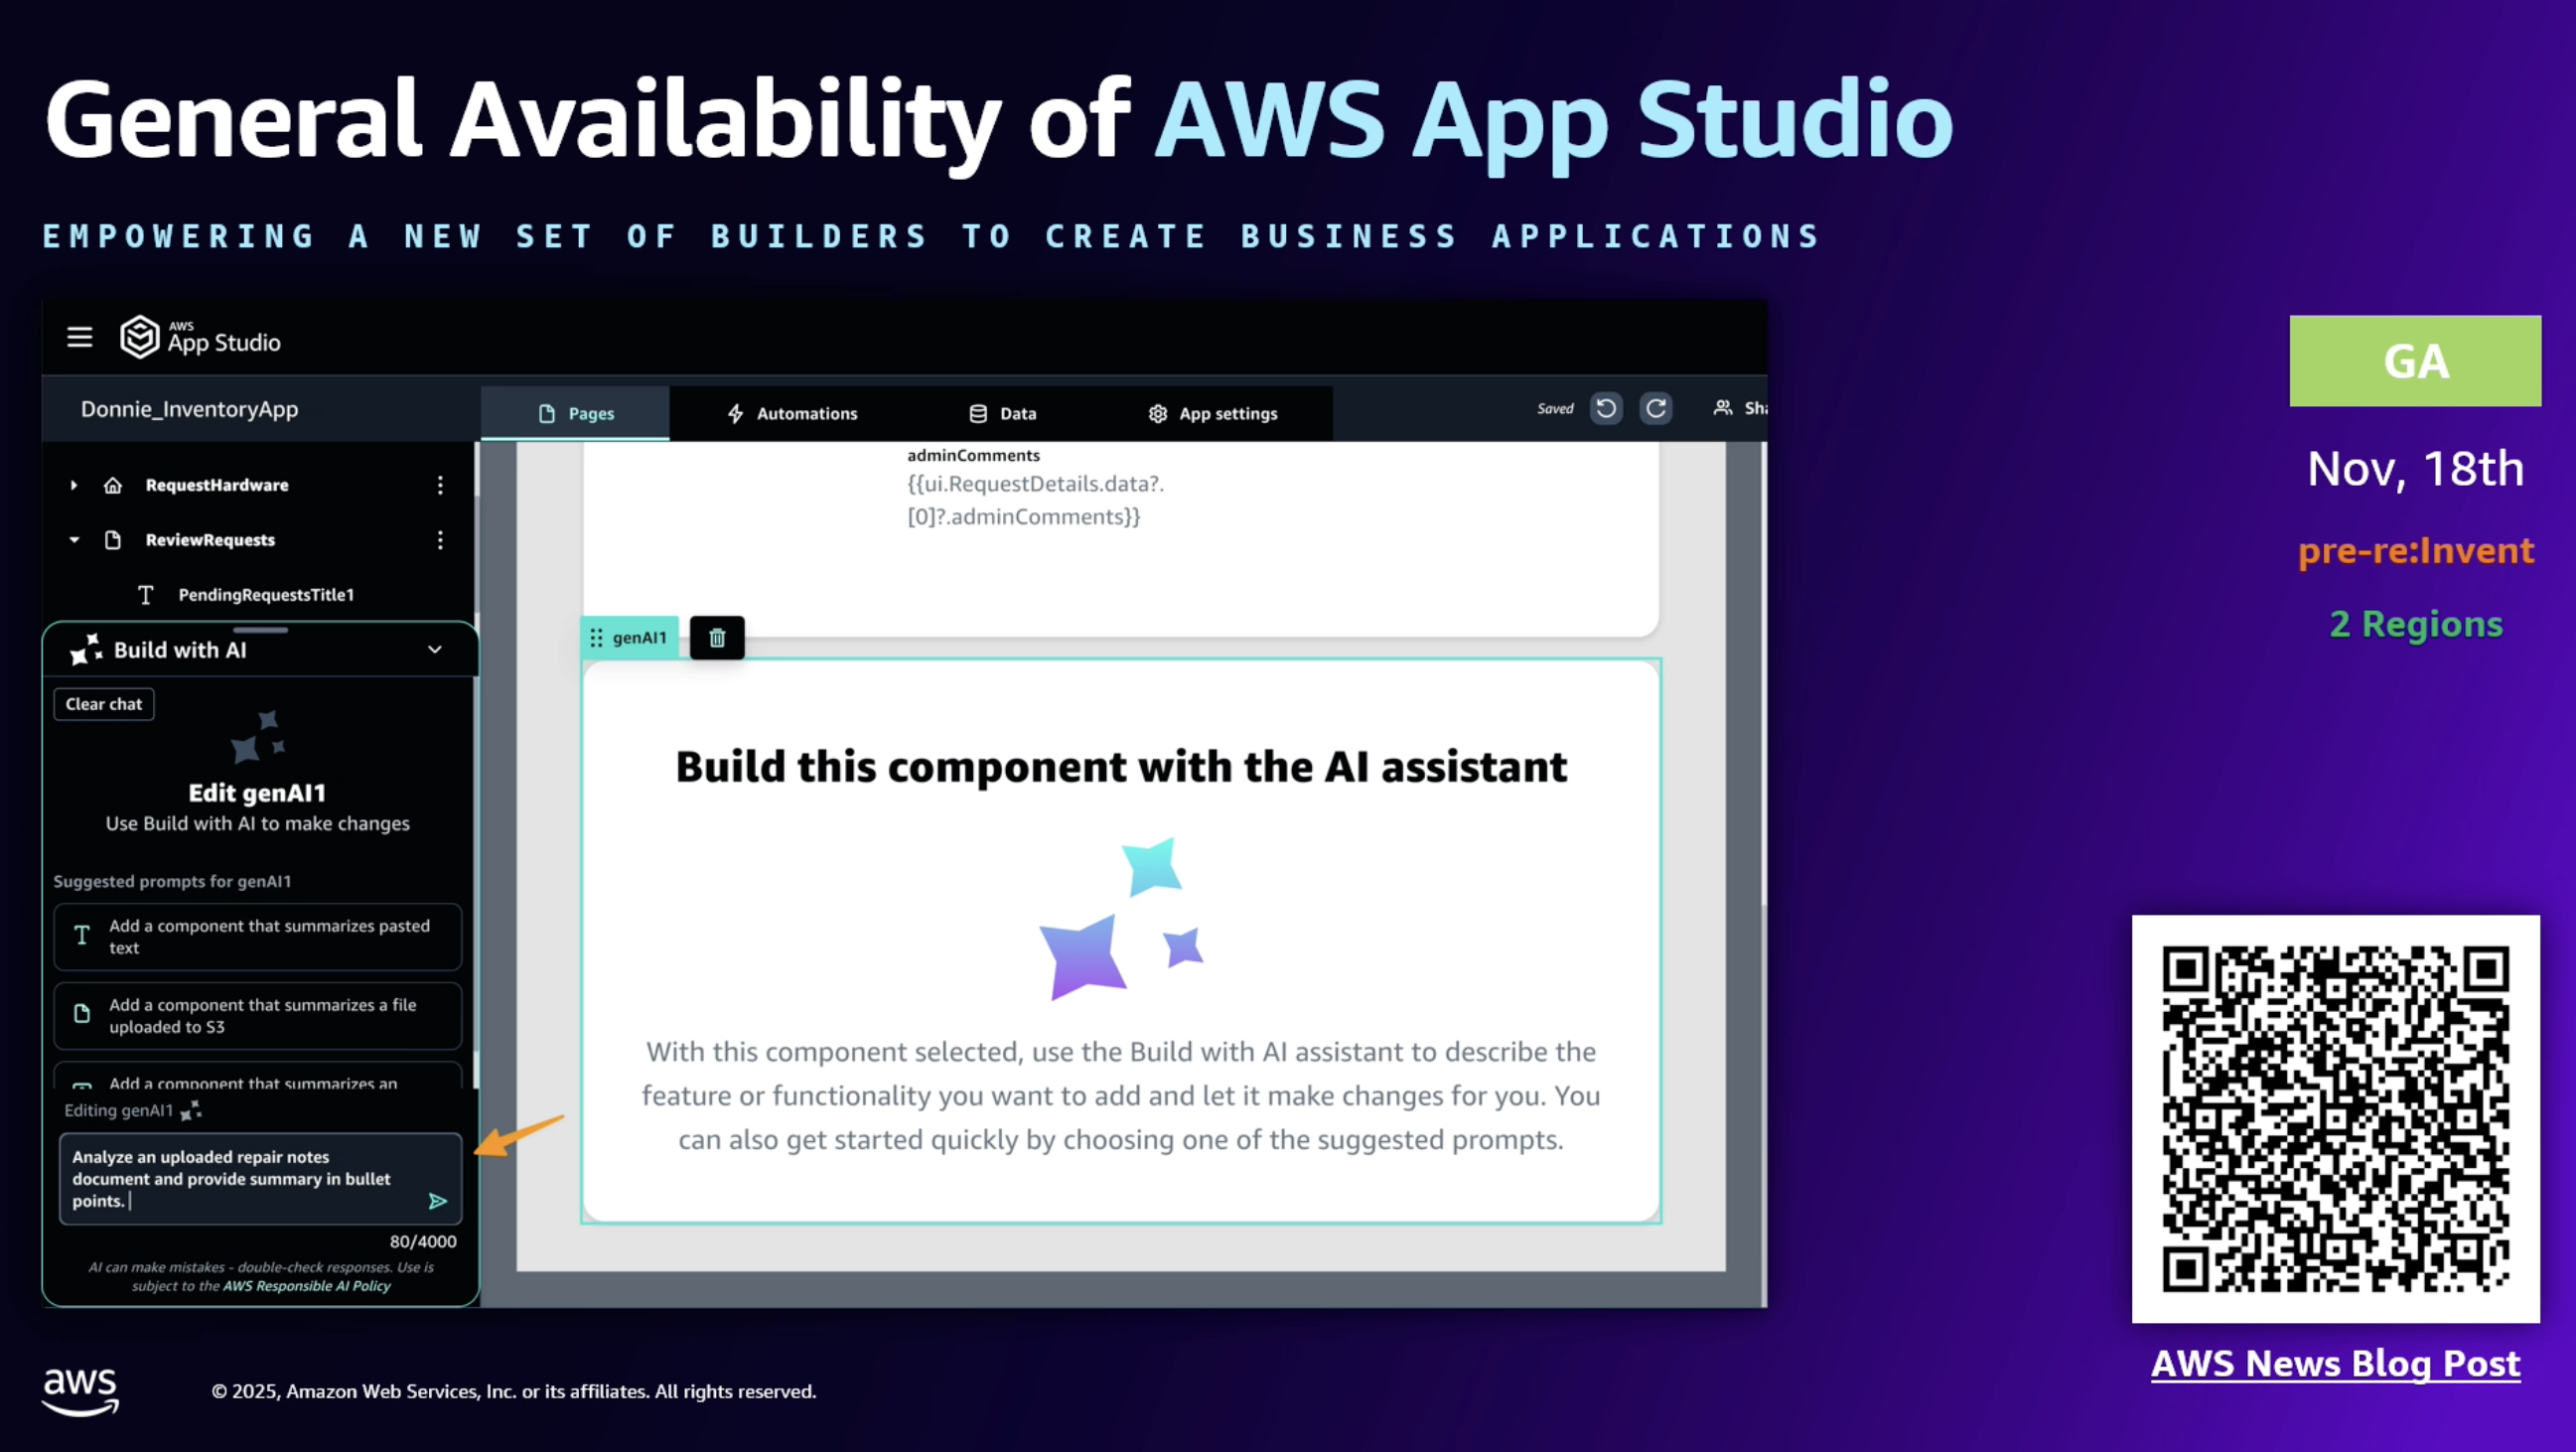 General Availability of AWS App Studio
EMPOWERING A NEW SET OF BUILDERS TO CREATE BUSINESS APPLICATIONS
AWS
App Studio
Donnie_InventoryApp
Pages
Automations
Data
App settings
Saved
Sha
RequestHardware
ReviewRequests
PendingRequestsTitle1
Build with AI
Clear chat
Edit genAI1
Use Build with AI to make changes
Suggested prompts for genAI1
Add a component that summarizes pasted
text
Add a component that summarizes a file
uploaded to S3
Add a component that summarizes an
Editing genAI1
Analyze an uploaded repair notes
document and provide summary in bullet
points.
80/4000
AI can make mistakes - double-check responses. Use is
subject to the AWS Responsible AI Policy
adminComments
{{ui.RequestDetails.data?.
[0]?.adminComments}}
genAI1
Build this component with the AI assistant
With this component selected, use the Build with AI assistant to describe the
feature or functionality you want to add and let it make changes for you. You
can also get started quickly by choosing one of the suggested prompts.
GA
Nov, 18th
pre-re:Invent
2 Regions
AWS News Blog Post
aws
© 2025, Amazon Web Services, Inc. or its affiliates. All rights reserved.